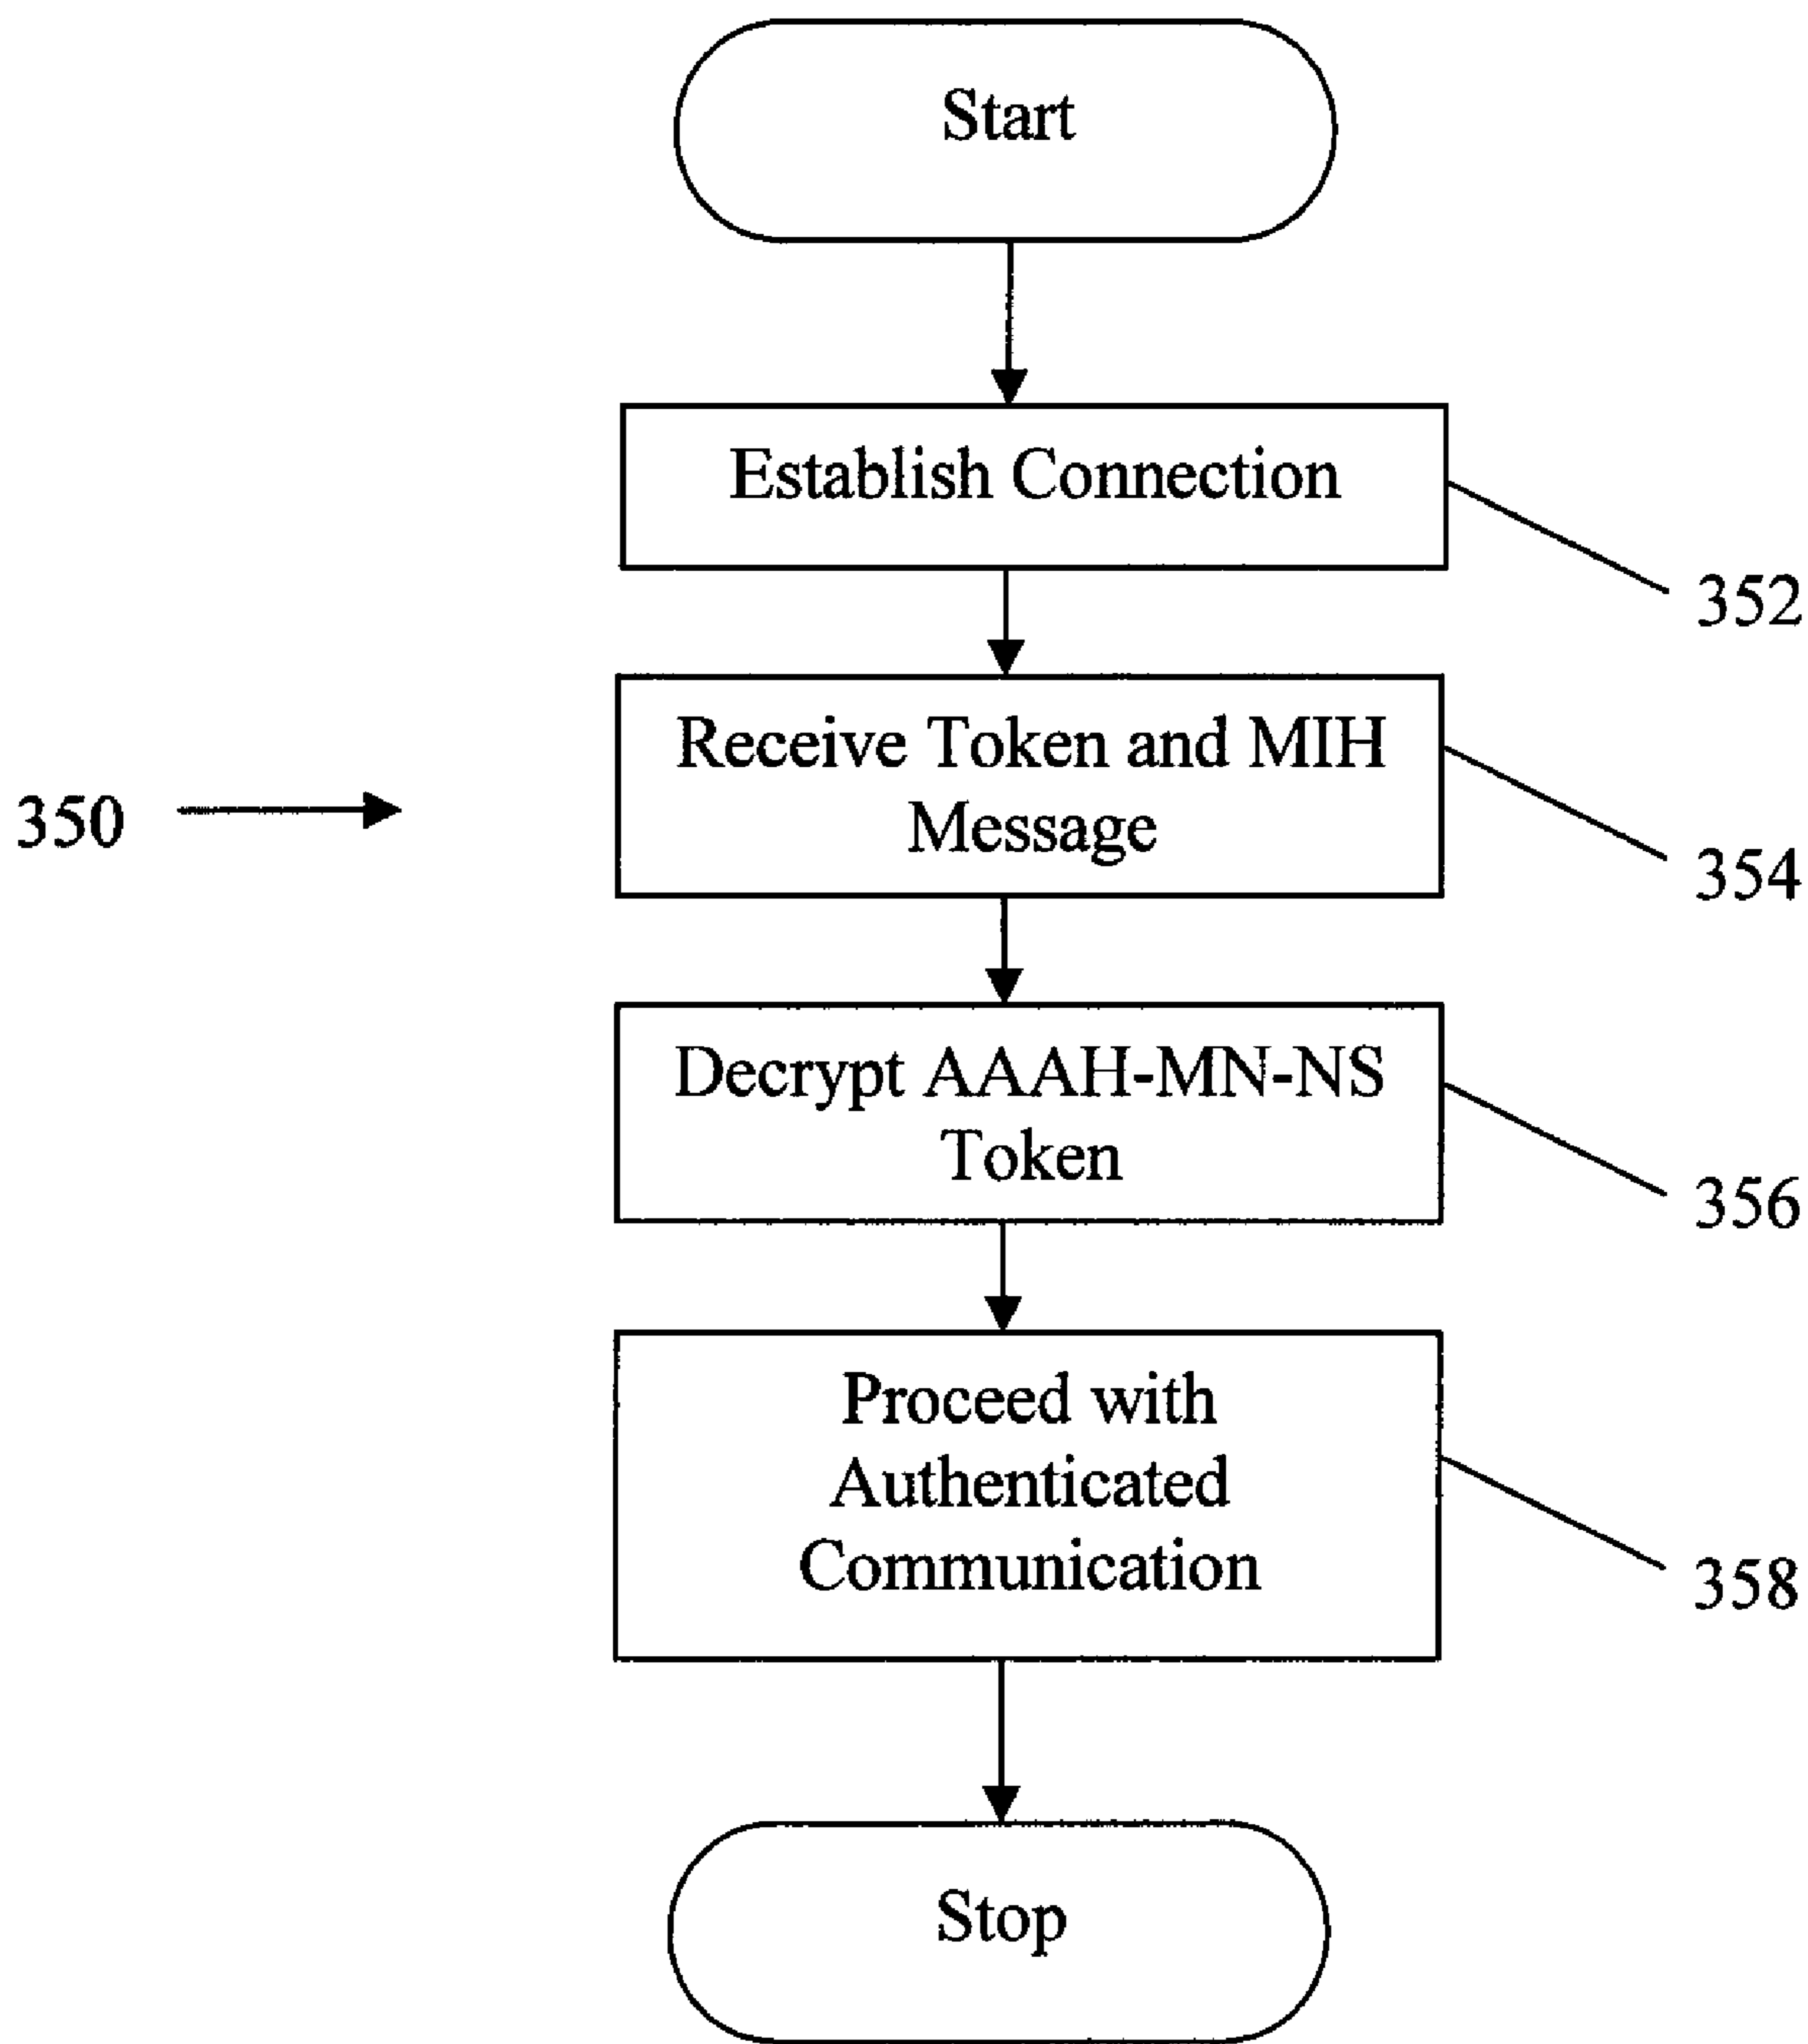 Start
Establish Connection
352
Receive Token and MIH
Message
350
354
Decrypt AAAH-MN-NS
Token
356
Proceed with
Authenticated
Communication
358
Stop